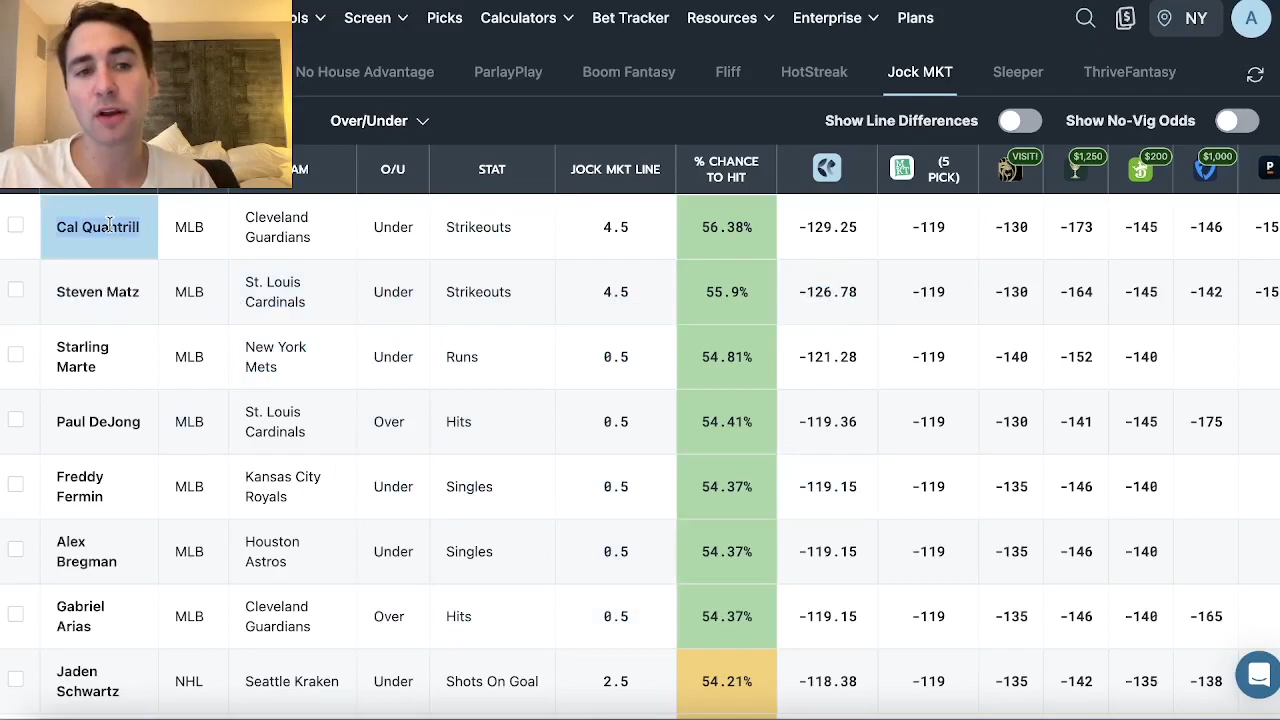 ols Screen Picks Calculators Bet Tracker Resources Enterprise Plans NY A
No House Advantage ParlayPlay Boom Fantasy Fliff HotStreak Jock MKT Sleeper ThriveFantasy
Over/Under Show Line Differences Show No-Vig Odds
AM O/U STAT JOCK MKT LINE % CHANCE TO HIT MKT (5 PICK) VISIT! $1,250 $200 $1,000 P
Cal Quantrill MLB Cleveland Guardians Under Strikeouts 4.5 56.38% -129.25 -119 -130 -173 -145 -146 -15
Steven Matz MLB St. Louis Cardinals Under Strikeouts 4.5 55.9% -126.78 -119 -130 -164 -145 -142 -15
Starling Marte MLB New York Mets Under Runs 0.5 54.81% -121.28 -119 -140 -152 -140
Paul DeJong MLB St. Louis Cardinals Over Hits 0.5 54.41% -119.36 -119 -130 -141 -145 -175
Freddy Fermin MLB Kansas City Royals Under Singles 0.5 54.37% -119.15 -119 -135 -146 -140
Alex Bregman MLB Houston Astros Under Singles 0.5 54.37% -119.15 -119 -135 -146 -140
Gabriel Arias MLB Cleveland Guardians Over Hits 0.5 54.37% -119.15 -119 -135 -146 -140 -165
Jaden Schwartz NHL Seattle Kraken Under Shots On Goal 2.5 54.21% -118.38 -119 -135 -142 -135 -138